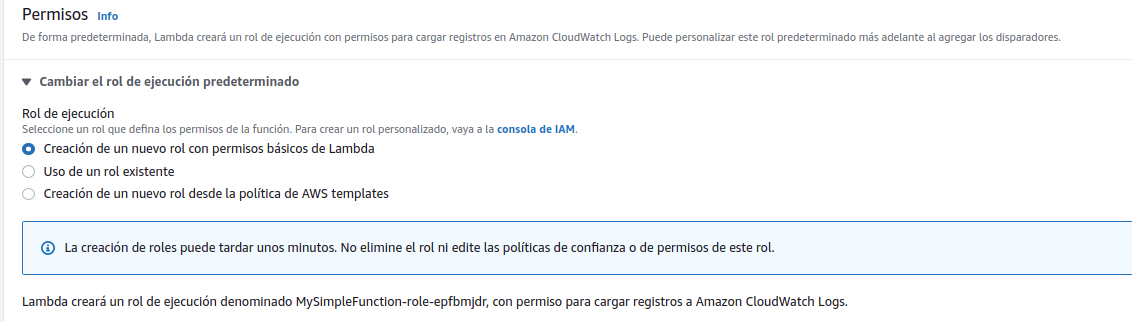 Permisos Info
De forma predeterminada, Lambda creará un rol de ejecución con permisos para cargar registros en Amazon CloudWatch Logs. Puede personalizar este rol predeterminado más adelante al agregar los disparadores.
Cambiar el rol de ejecución predeterminado
Rol de ejecución
Seleccione un rol que defina los permisos de la función. Para crear un rol personalizado, vaya a la consola de IAM.
Creación de un nuevo rol con permisos básicos de Lambda
Uso de un rol existente
Creación de un nuevo rol desde la política de AWS templates
La creación de roles puede tardar unos minutos. No elimine el rol ni edite las políticas de confianza o de permisos de este rol.
Lambda creará un rol de ejecución denominado MySimpleFunction-role-epfbmjdr, con permiso para cargar registros a Amazon CloudWatch Logs.